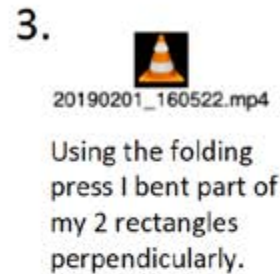 3.
20190201_160522.mp4
Using the folding
press I bent part of
my 2 rectangles
perpendicularly.